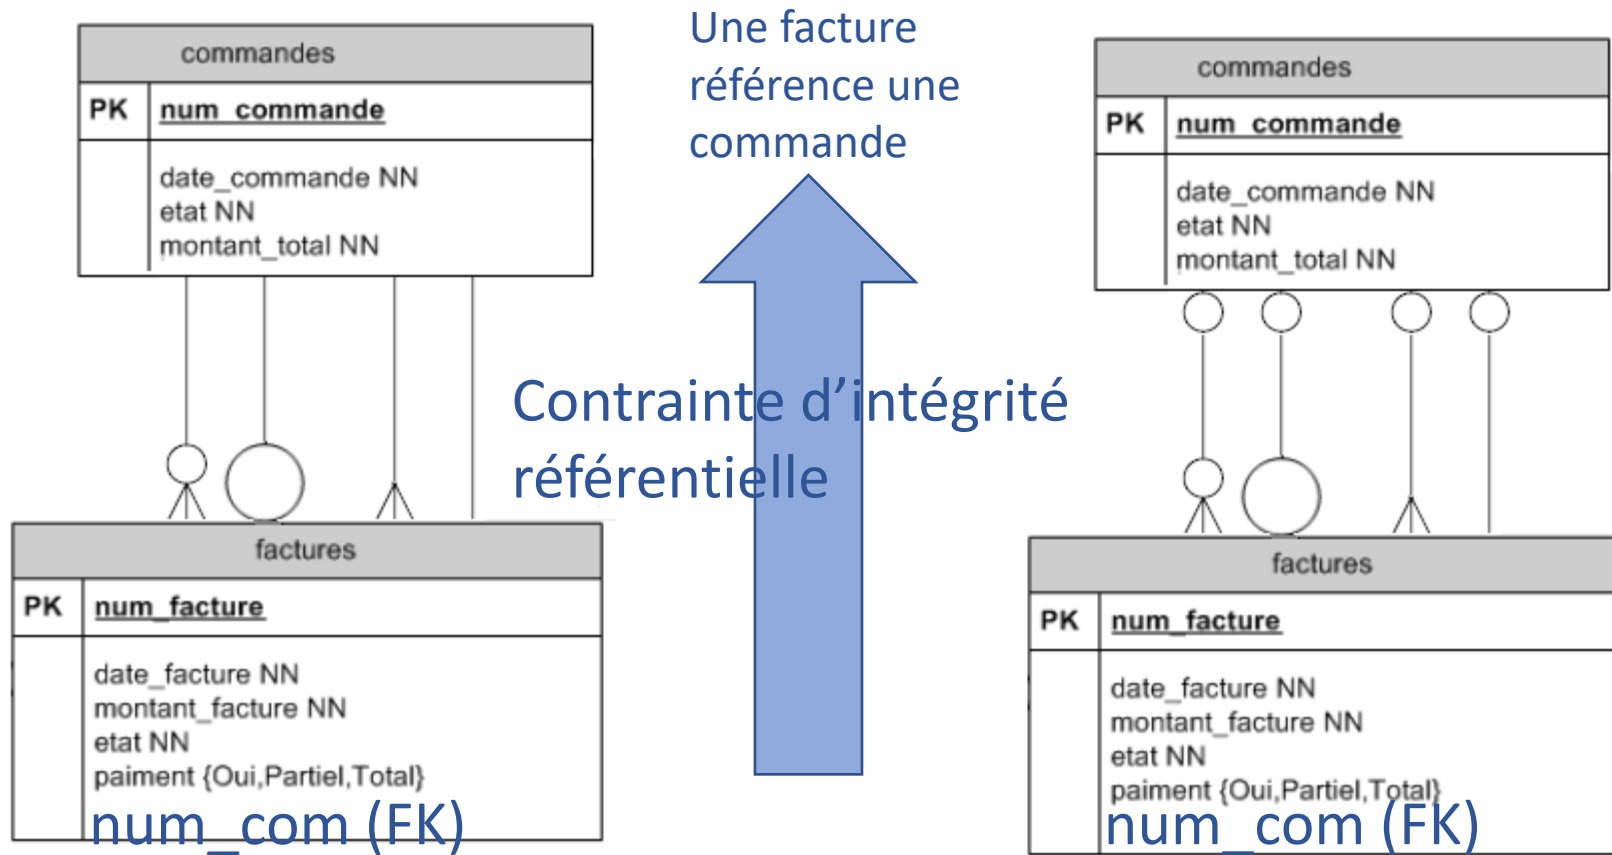 commandes
PK num_commande
date_commande NN
etat NN
montant_total NN
factures
PK num_facture
date_facture NN
montant_facture NN
etat NN
paiment {Oui,Partiel,Total}
num_com (FK)
Une facture
référence une
commande
Contrainte d’intégrité
référentielle
commandes
PK num_commande
date_commande NN
etat NN
montant_total NN
factures
PK num_facture
date_facture NN
montant_facture NN
etat NN
paiment {Oui,Partiel,Total}
num_com (FK)